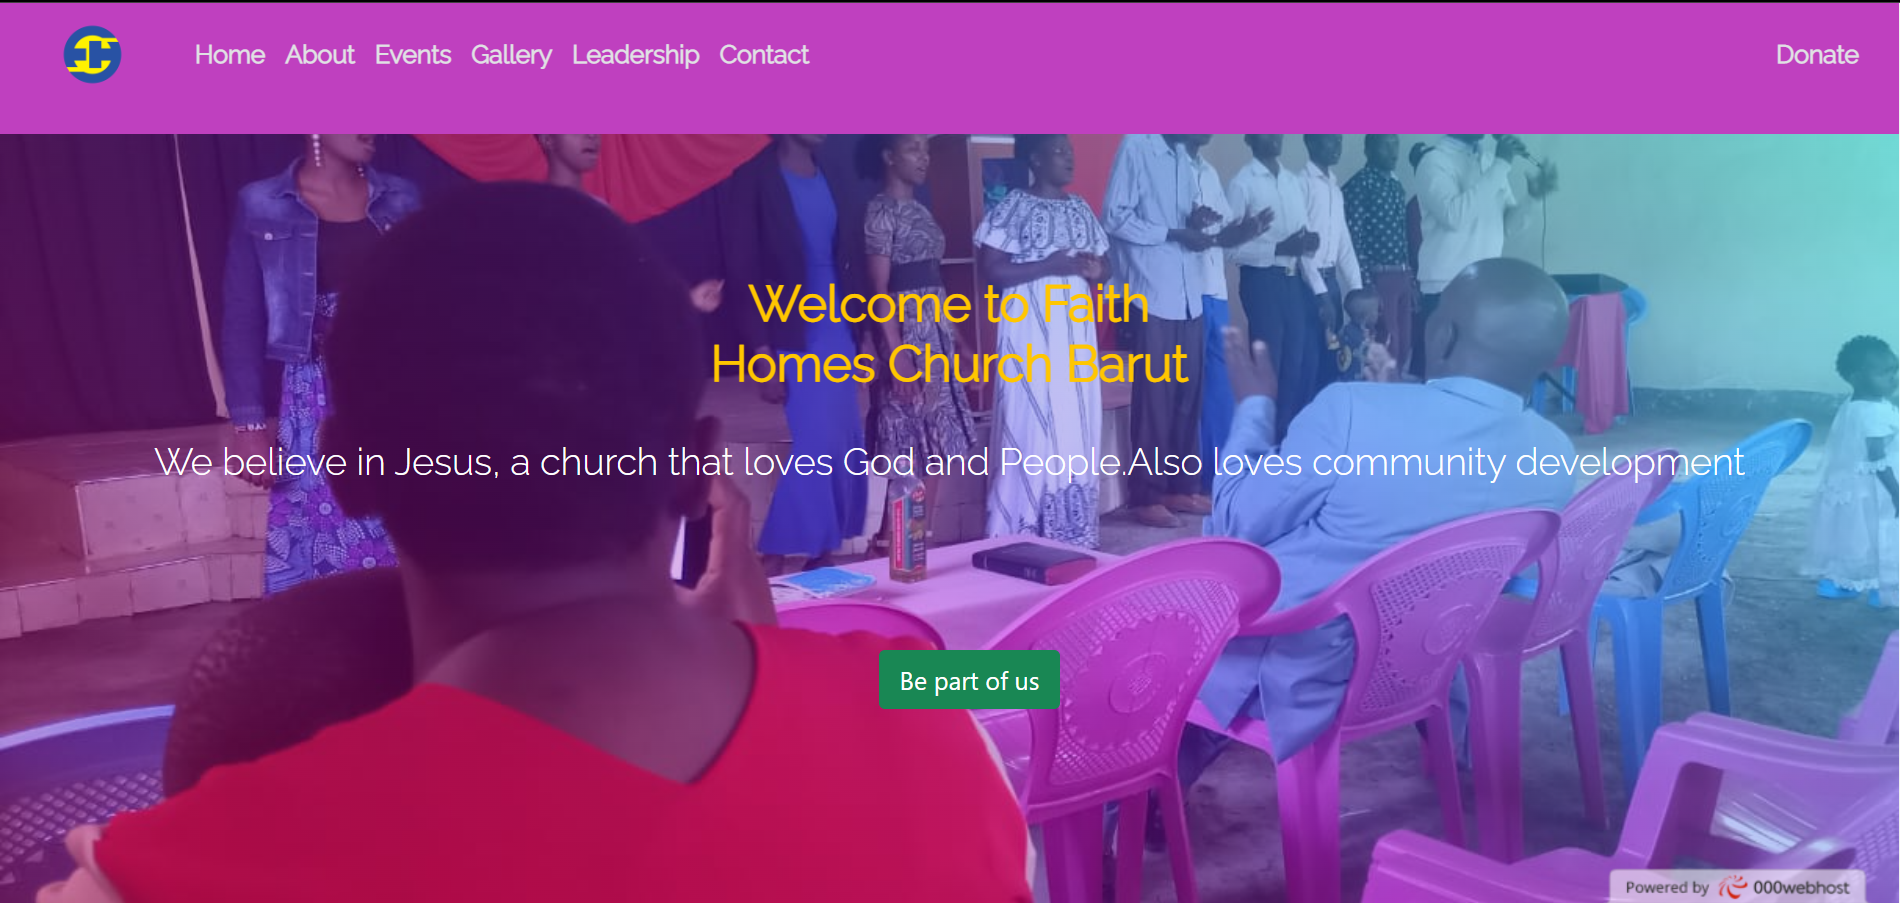 Home About Events Gallery Leadership Contact Donate
Welcome to Faith
Homes Church Barut
We believe in Jesus, a church that loves God and People.Also loves community development
Be part of us
Powered by 000webhost